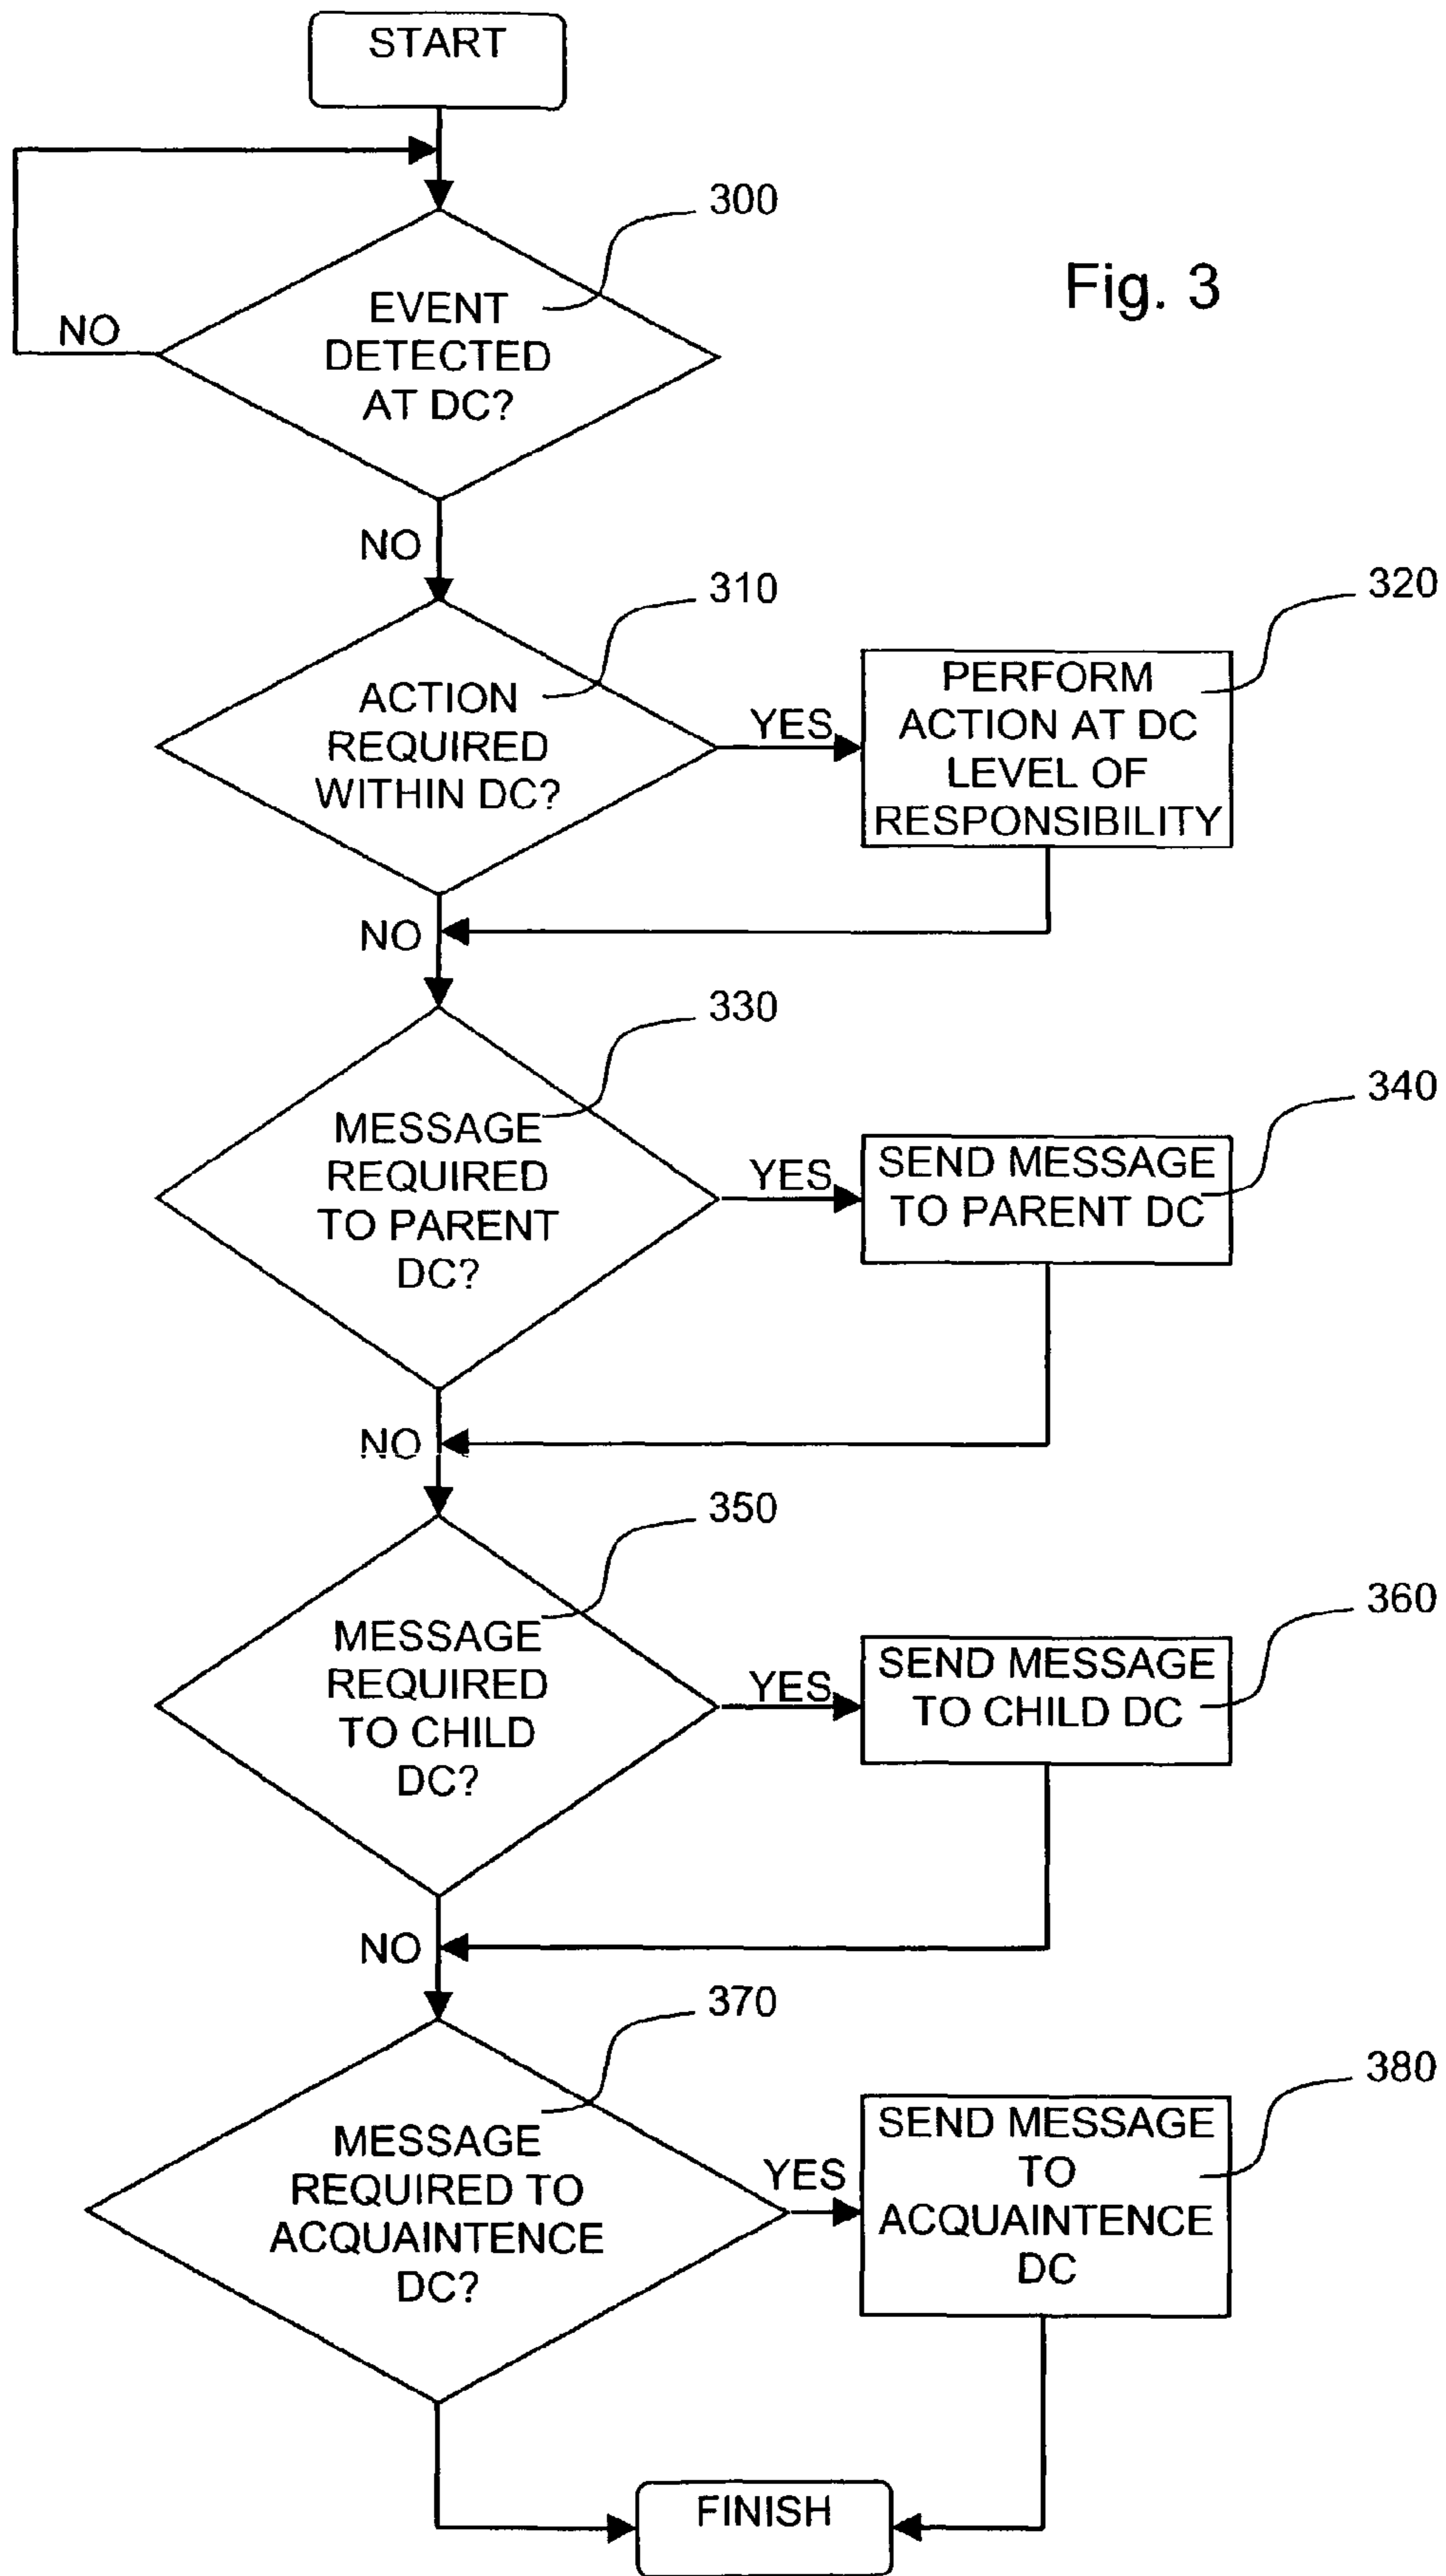 START
300
Fig. 3
EVENT
DETECTED
AT DC?
NO
NO
310
ACTION
REQUIRED
WITHIN DC?
YES
320
PERFORM
ACTION AT DC
LEVEL OF
RESPONSIBILITY
NO
330
MESSAGE
REQUIRED
TO PARENT
DC?
YES
340
SEND MESSAGE
TO PARENT DC
NO
350
MESSAGE
REQUIRED
TO CHILD
DC?
YES
360
SEND MESSAGE
TO CHILD DC
NO
370
MESSAGE
REQUIRED TO
ACQUAINTENCE
DC?
YES
380
SEND MESSAGE
TO
ACQUAINTENCE
DC
FINISH